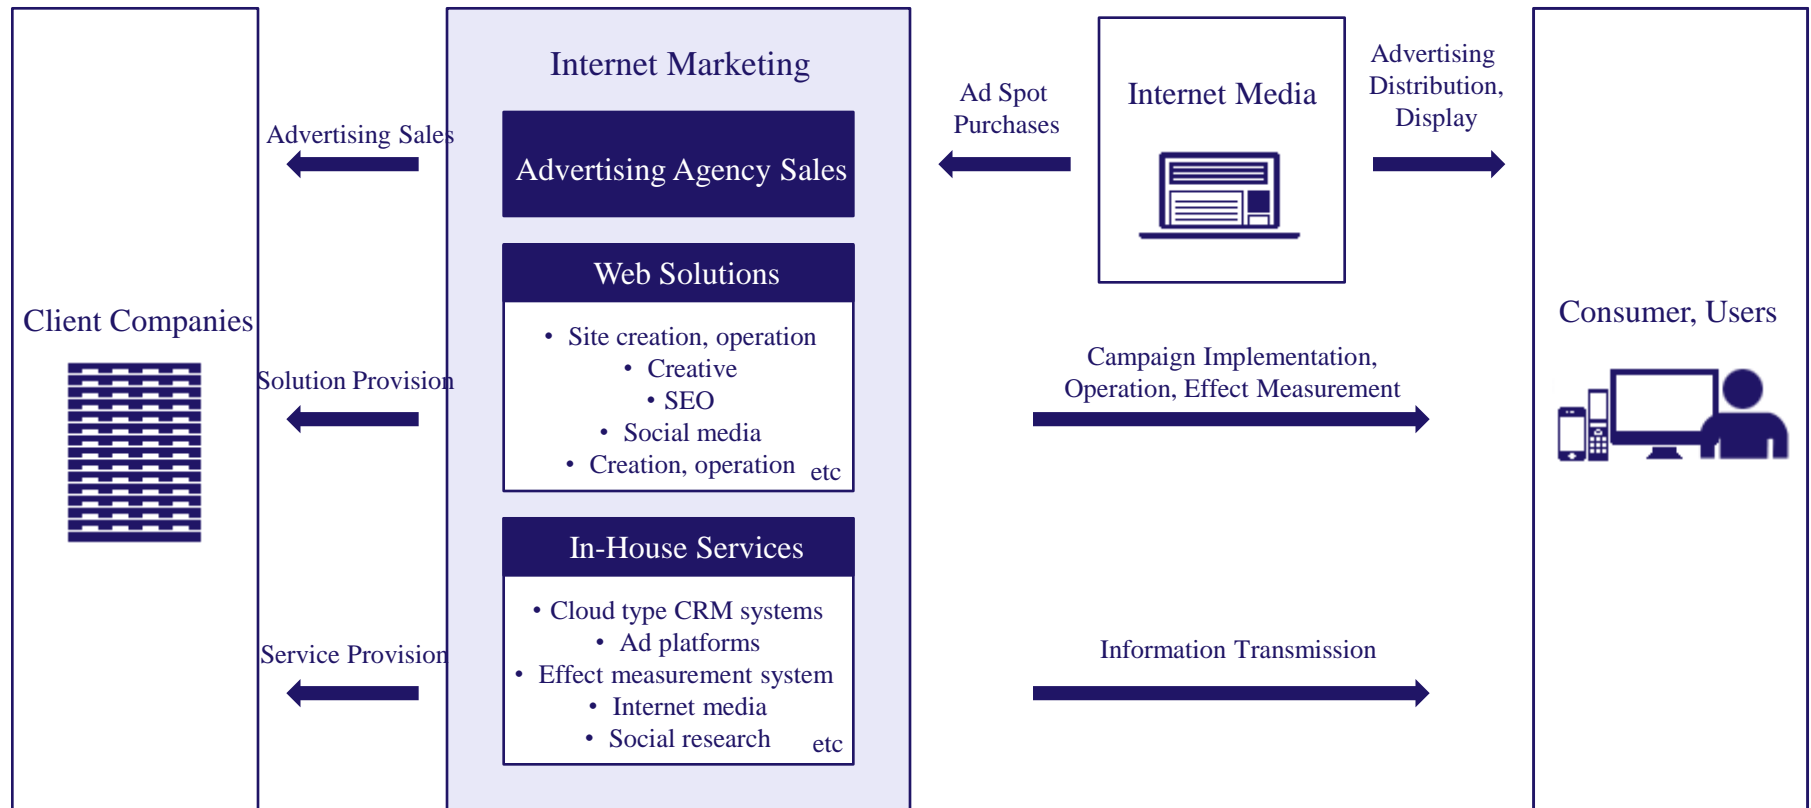 Client Companies
Advertising Sales
Solution Provision
Service Provision
Internet Marketing
Advertising Agency Sales
Web Solutions
• Site creation, operation
• Creative
• SEO
• Social media
• Creation, operation etc
In-House Services
• Cloud type CRM systems
• Ad platforms
• Effect measurement system
• Internet media
• Social research etc
Ad Spot
Purchases
Internet Media
Advertising
Distribution,
Display
Campaign Implementation,
Operation, Effect Measurement
Information Transmission
Consumer, Users